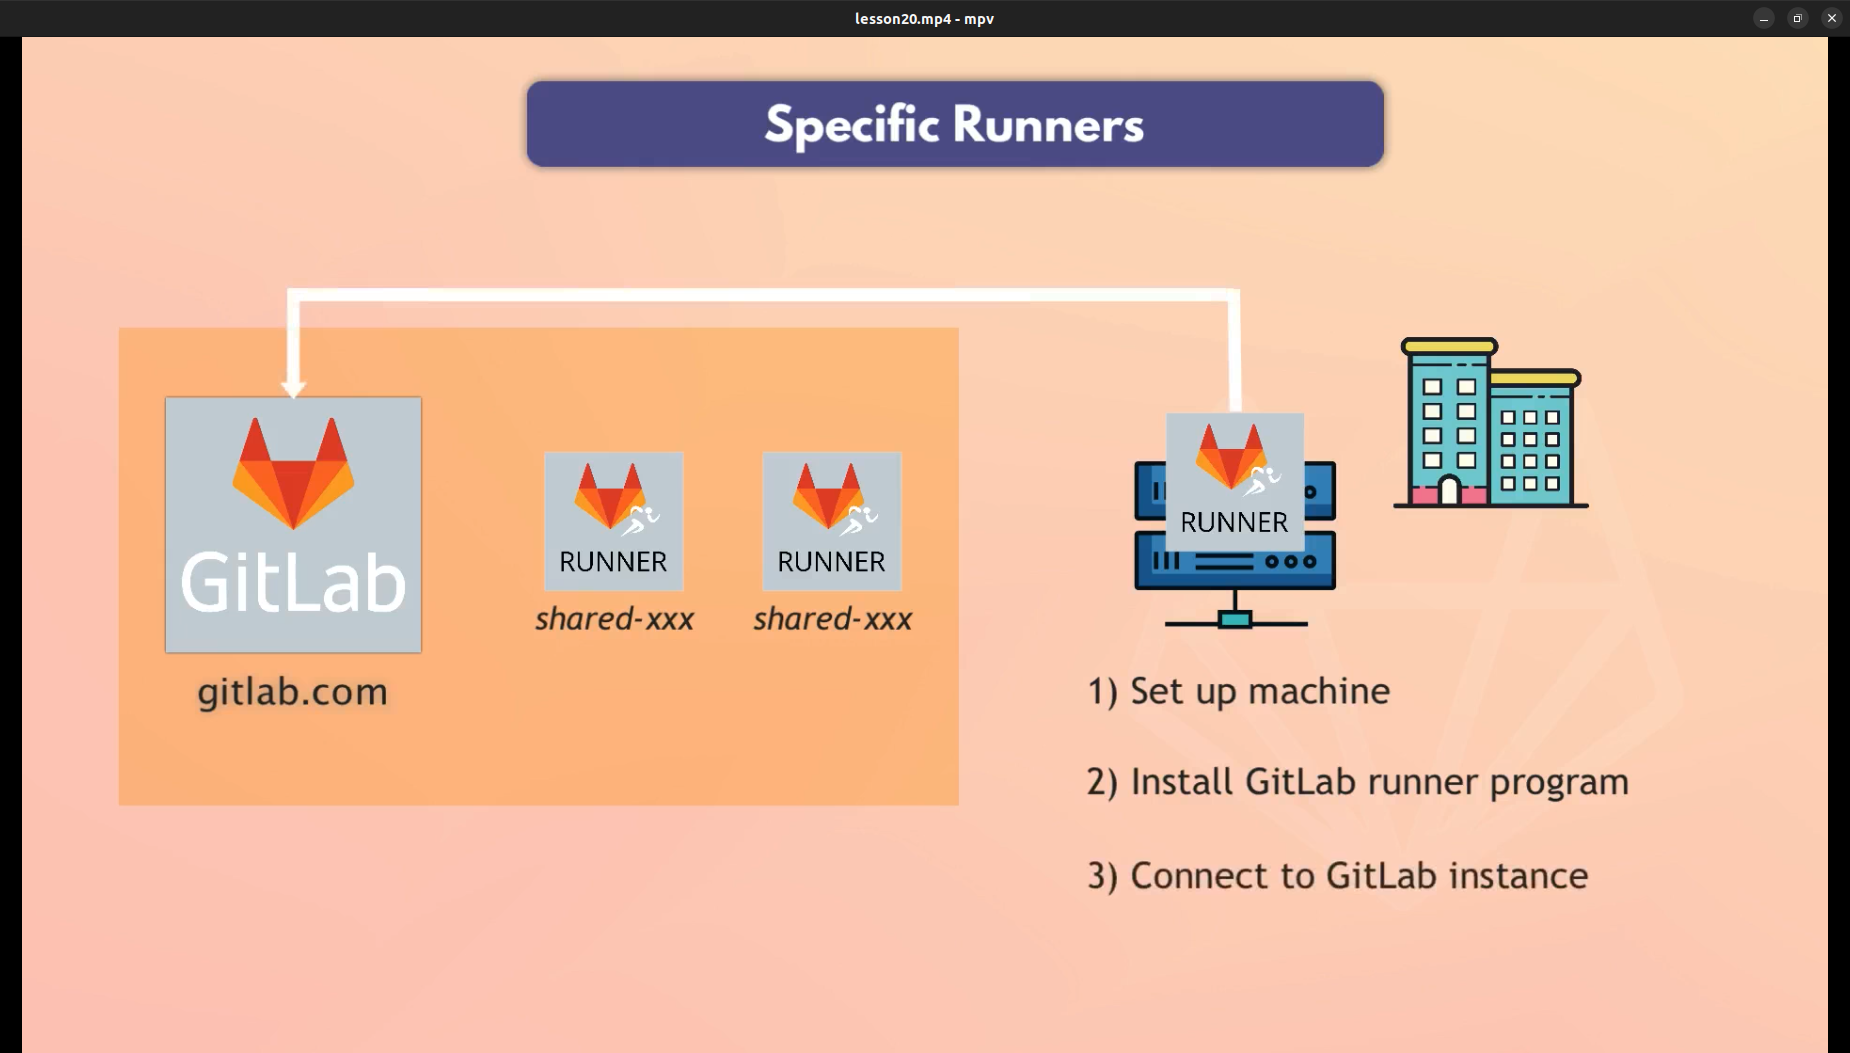 lesson20.mp4 - mpv
Specific Runners
GitLab
gitlab.com
RUNNER
shared-xxx
RUNNER
shared-xxx
RUNNER
1) Set up machine
2) Install GitLab runner program
3) Connect to GitLab instance